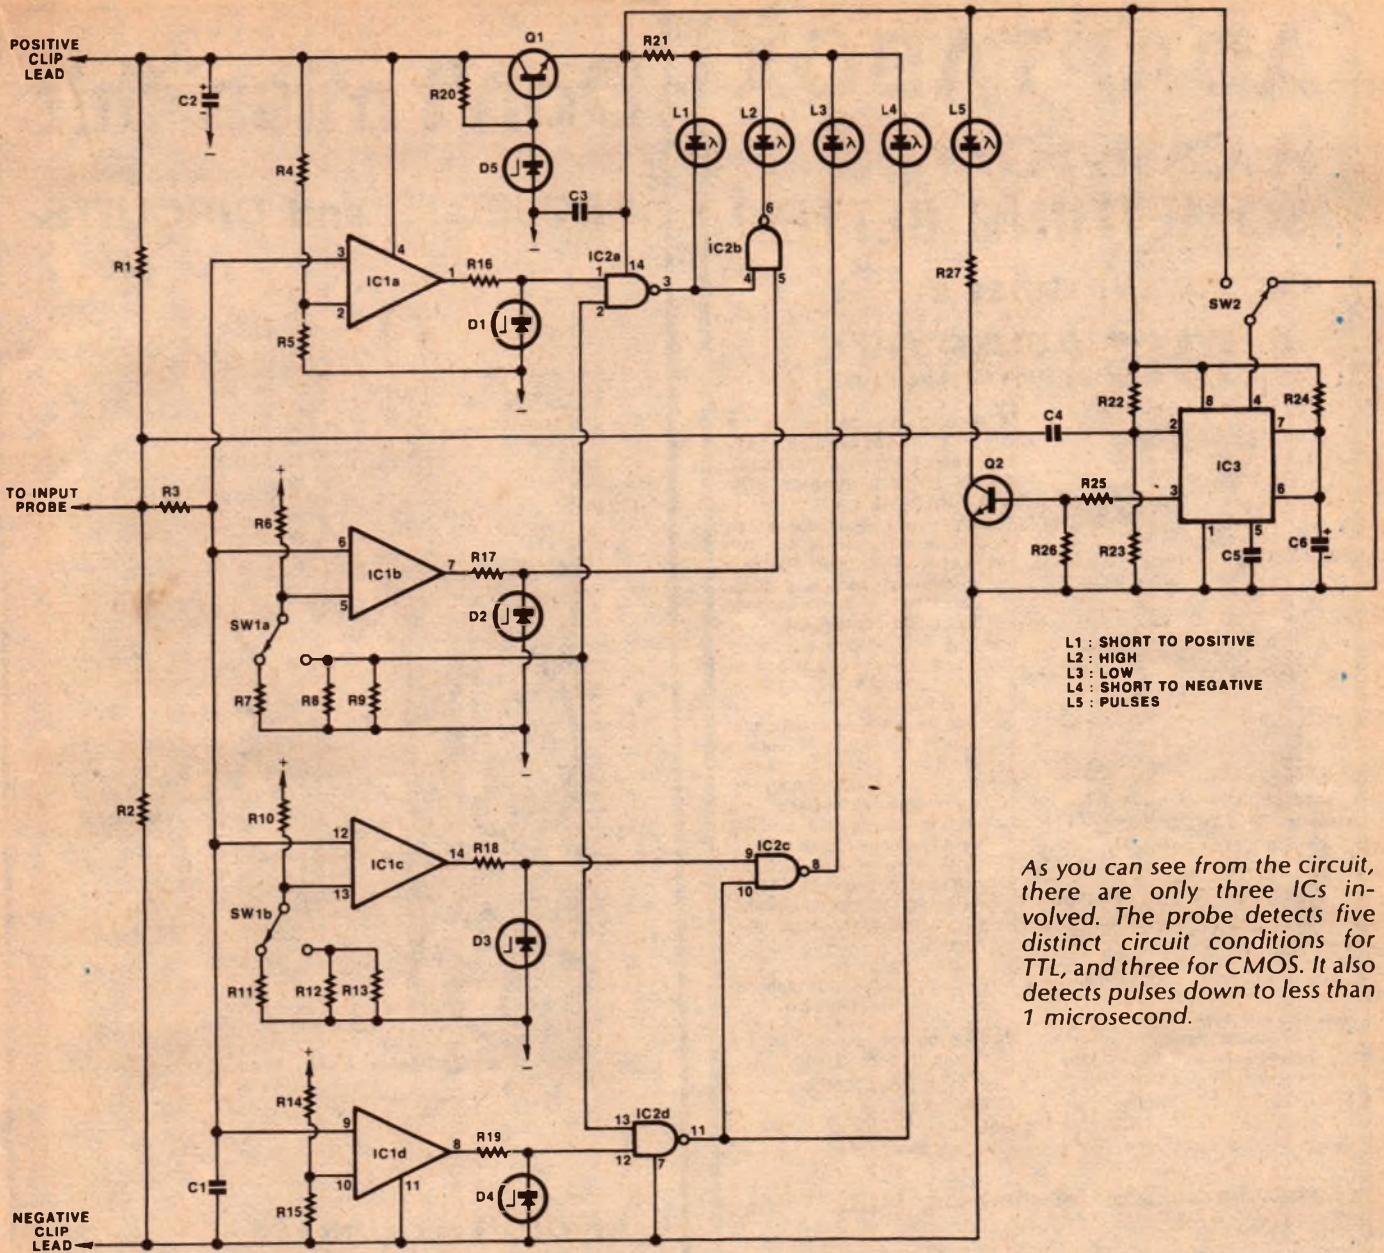 POSITIVE
CLIP
LEAD
C2
+
-
-
R4
R20
Q1
D5
-
C3
R21
L1
λ
L2
λ
L3
λ
L4
λ
L5
λ
R1
3
2
4
IC1a
1
R16
R5
D1
-
IC2a
1
2
14
3
IC2b
4
5
6
R27
SW2
R22
R24
C4
8
4
2
7
IC3
3
6
1
5
Q2
R25
R26
R23
C5
C6
+
-
TO INPUT
PROBE
R3
+
R6
6
5
IC1b
7
R17
D2
SW1a
R7
R8
R9
-
L1 : SHORT TO POSITIVE
L2 : HIGH
L3 : LOW
L4 : SHORT TO NEGATIVE
L5 : PULSES
R2
+
R10
12
13
IC1c
14
R18
D3
SW1b
R11
R12
R13
-
IC2c
9
10
8
As you can see from the circuit,
there are only three ICs in-
volved. The probe detects five
distinct circuit conditions for
TTL, and three for CMOS. It also
detects pulses down to less than
1 microsecond.
+
R14
9
10
IC1d
8
11
R19
D4
R15
C1
IC2d
13
12
11
7
NEGATIVE
CLIP
LEAD